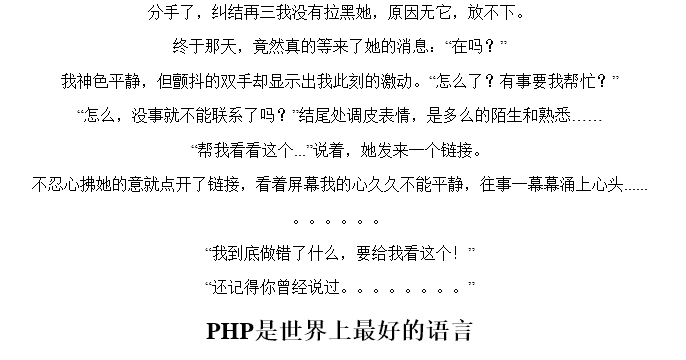 分手了，纠结再三我没有拉黑她，原因无它，放不下。
终于那天，竟然真的等来了她的消息：“在吗？”
我神色平静，但颤抖的双手却显示出我此刻的激动。“怎么了？有事要我帮忙？”
“怎么，没事就不能联系了吗？”结尾处调皮表情，是多么的陌生和熟悉……
“帮我看看这个...”说着，她发来一个链接。
不忍心拂她的意就点开了链接，看着屏幕我的心久久不能平静，往事一幕幕涌上心头......
。。。。。。
“我到底做错了什么，要给我看这个！”
“还记得你曾经说过。。。。。。。。”
PHP是世界上最好的语言